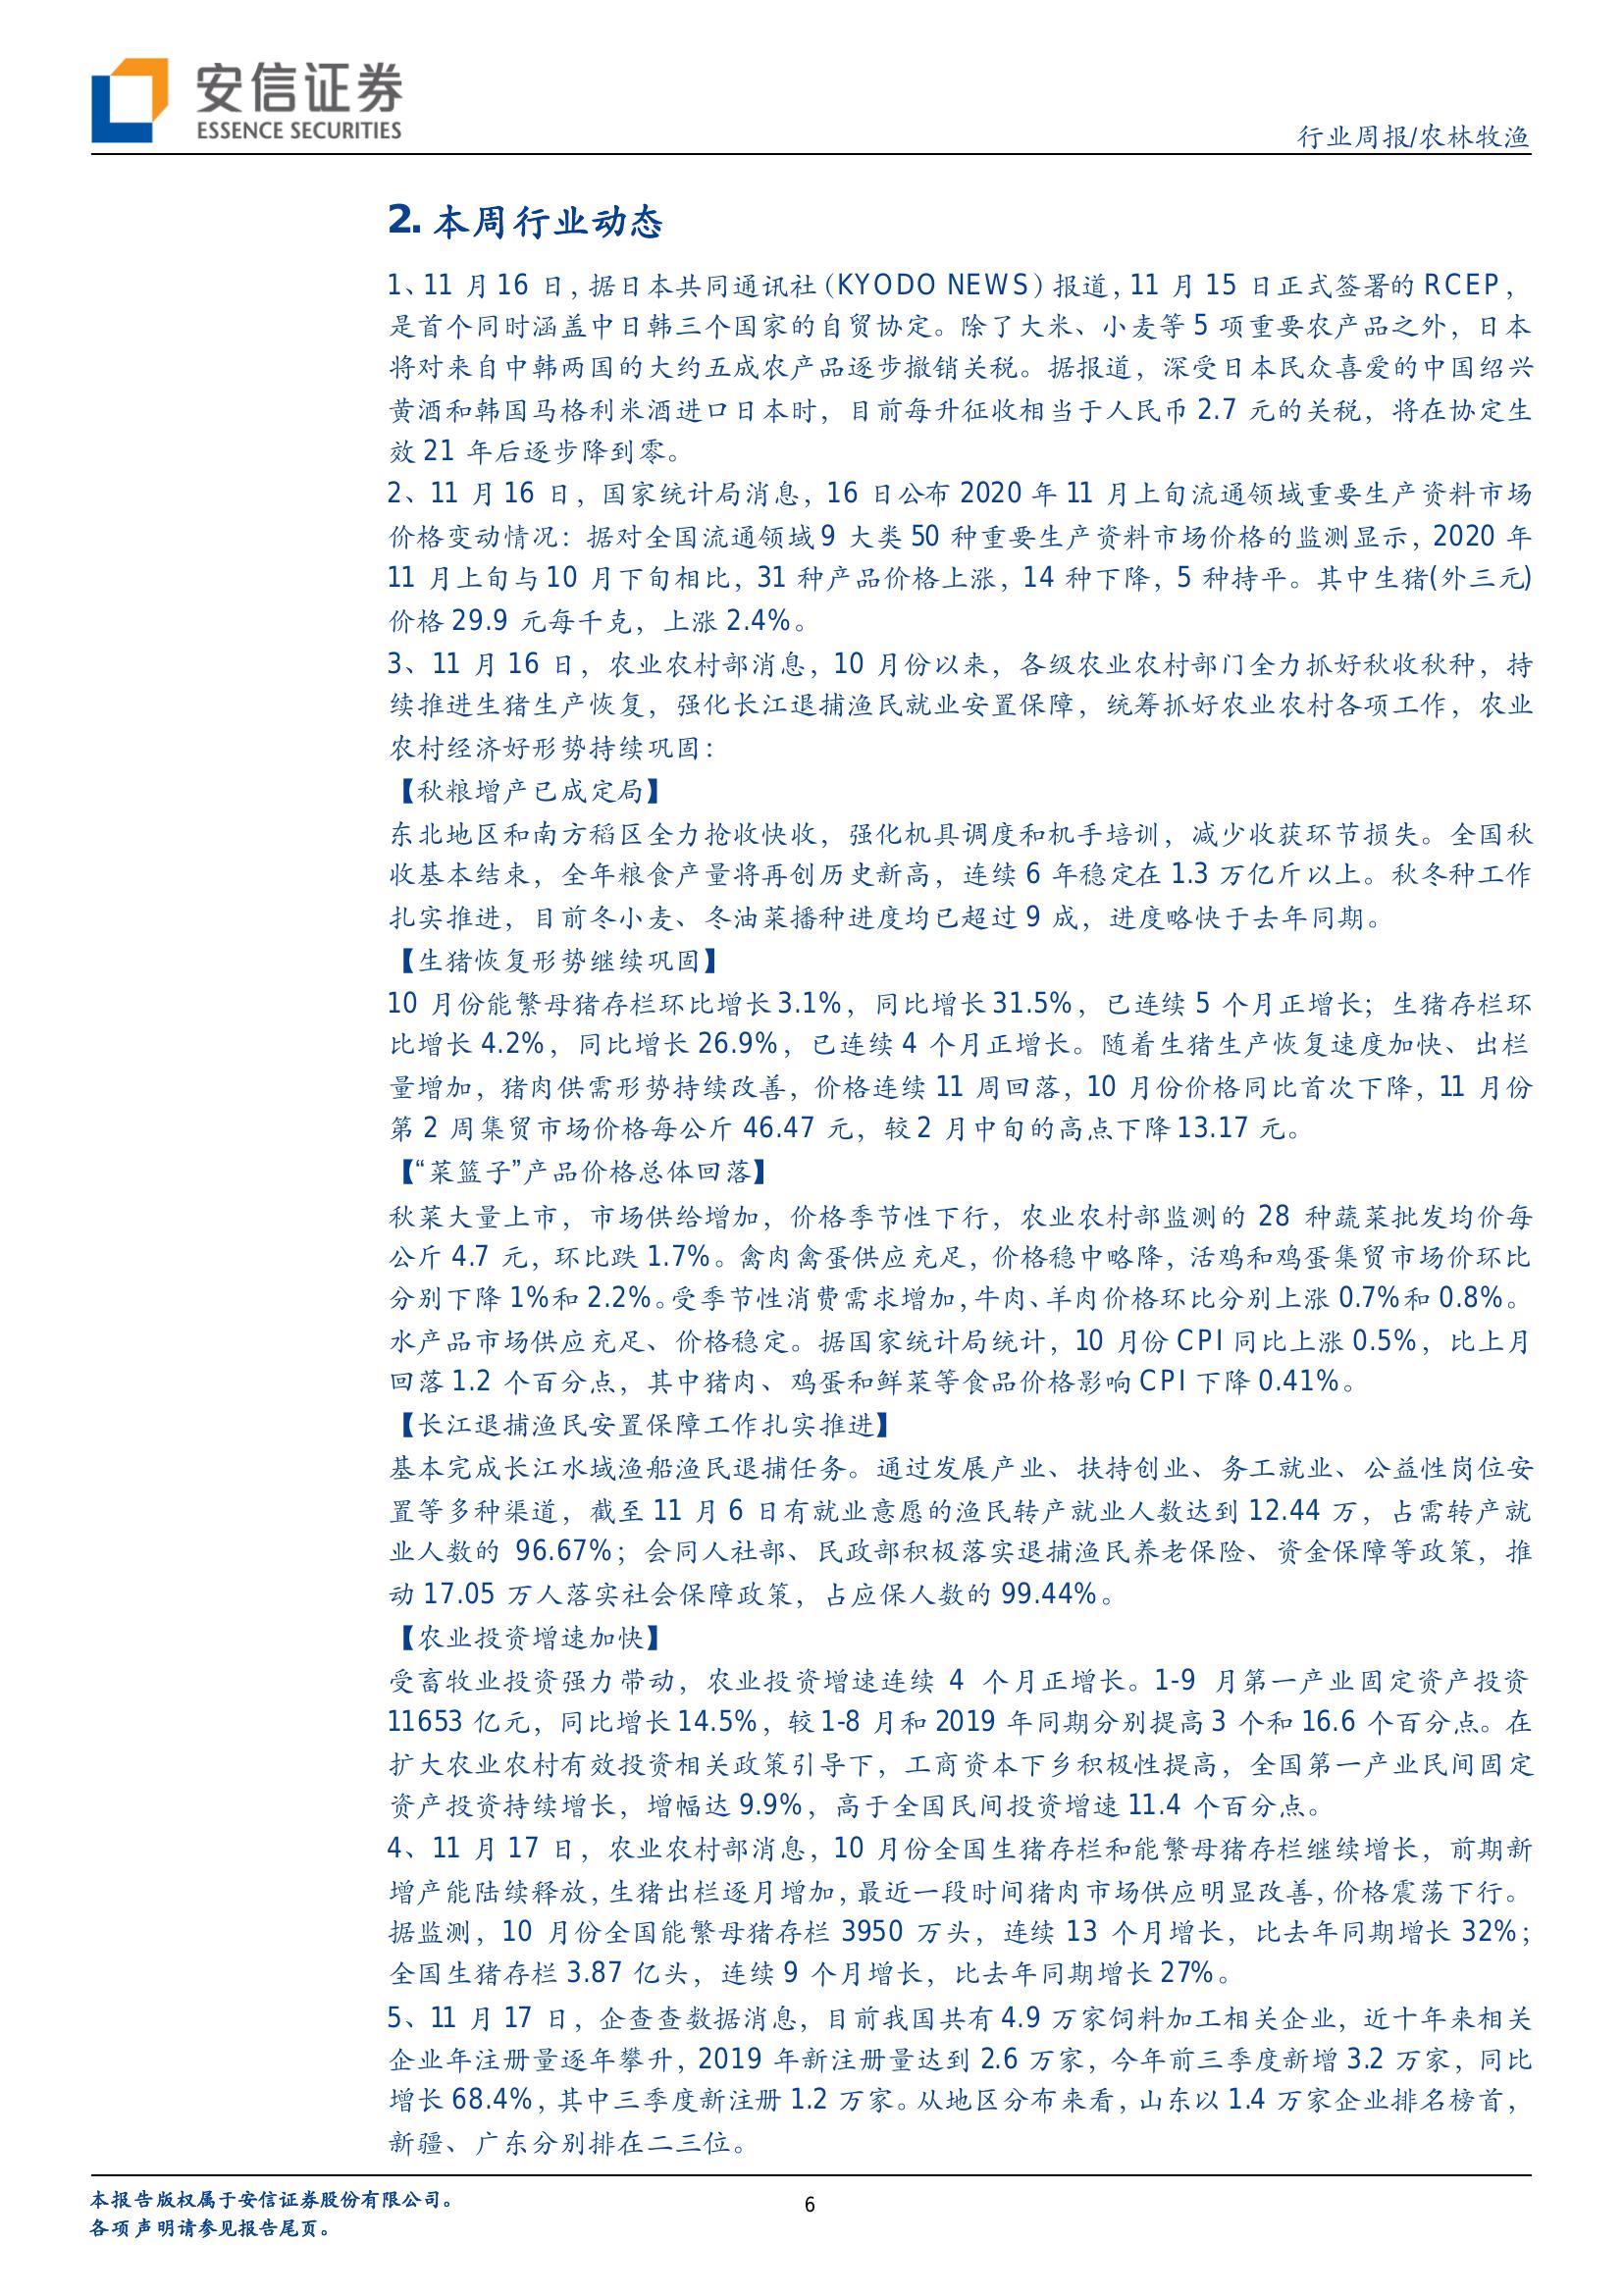 安信证券
ESSENCE SECURITIES
行业周报/农林牧渔
2. 本周行业动态
1、11 月 16 日，据日本共同通讯社（KYODO NEWS）报道，11 月 15 日正式签署的 RCEP，
是首个同时涵盖中日韩三个国家的自贸协定。除了大米、小麦等 5 项重要农产品之外，日本
将对来自中韩两国的大约五成农产品逐步撤销关税。据报道，深受日本民众喜爱的中国绍兴
黄酒和韩国马格利米酒进口日本时，目前每升征收相当于人民币 2.7 元的关税，将在协定生
效 21 年后逐步降到零。
2、11 月 16 日，国家统计局消息，16 日公布 2020 年 11 月上旬流通领域重要生产资料市场
价格变动情况：据对全国流通领域 9 大类 50 种重要生产资料市场价格的监测显示，2020 年
11 月上旬与 10 月下旬相比，31 种产品价格上涨，14 种下降，5 种持平。其中生猪(外三元)
价格 29.9 元每千克，上涨 2.4%。
3、11 月 16 日，农业农村部消息，10 月份以来，各级农业农村部门全力抓好秋收秋种，持
续推进生猪生产恢复，强化长江退捕渔民就业安置保障，统筹抓好农业农村各项工作，农业
农村经济好形势持续巩固：
【秋粮增产已成定局】
东北地区和南方稻区全力抢收快收，强化机具调度和机手培训，减少收获环节损失。全国秋
收基本结束，全年粮食产量将再创历史新高，连续 6 年稳定在 1.3 万亿斤以上。秋冬种工作
扎实推进，目前冬小麦、冬油菜播种进度均已超过 9 成，进度略快于去年同期。
【生猪恢复形势继续巩固】
10 月份能繁母猪存栏环比增长 3.1%，同比增长 31.5%，已连续 5 个月正增长；生猪存栏环
比增长 4.2%，同比增长 26.9%，已连续 4 个月正增长。随着生猪生产恢复速度加快、出栏
量增加，猪肉供需形势持续改善，价格连续 11 周回落，10 月份价格同比首次下降，11 月份
第 2 周集贸市场价格每公斤 46.47 元，较 2 月中旬的高点下降 13.17 元。
【“菜篮子”产品价格总体回落】
秋菜大量上市，市场供给增加，价格季节性下行，农业农村部监测的 28 种蔬菜批发均价每
公斤 4.7 元，环比跌 1.7%。禽肉禽蛋供应充足，价格稳中略降，活鸡和鸡蛋集贸市场价环比
分别下降 1%和 2.2%。受季节性消费需求增加，牛肉、羊肉价格环比分别上涨 0.7%和 0.8%。
水产品市场供应充足、价格稳定。据国家统计局统计，10 月份 CPI 同比上涨 0.5%，比上月
回落 1.2 个百分点，其中猪肉、鸡蛋和鲜菜等食品价格影响 CPI 下降 0.41%。
【长江退捕渔民安置保障工作扎实推进】
基本完成长江水域渔船渔民退捕任务。通过发展产业、扶持创业、务工就业、公益性岗位安
置等多种渠道，截至 11 月 6 日有就业意愿的渔民转产就业人数达到 12.44 万，占需转产就
业人数的 96.67%；会同人社部、民政部积极落实退捕渔民养老保险、资金保障等政策，推
动 17.05 万人落实社会保障政策，占应保人数的 99.44%。
【农业投资增速加快】
受畜牧业投资强力带动，农业投资增速连续 4 个月正增长。1-9 月第一产业固定资产投资
11653 亿元，同比增长 14.5%，较 1-8 月和 2019 年同期分别提高 3 个和 16.6 个百分点。在
扩大农业农村有效投资相关政策引导下，工商资本下乡积极性提高，全国第一产业民间固定
资产投资持续增长，增幅达 9.9%，高于全国民间投资增速 11.4 个百分点。
4、11 月 17 日，农业农村部消息，10 月份全国生猪存栏和能繁母猪存栏继续增长，前期新
增产能陆续释放，生猪出栏逐月增加，最近一段时间猪肉市场供应明显改善，价格震荡下行。
据监测，10 月份全国能繁母猪存栏 3950 万头，连续 13 个月增长，比去年同期增长 32%；
全国生猪存栏 3.87 亿头，连续 9 个月增长，比去年同期增长 27%。
5、11 月 17 日，企查查数据消息，目前我国共有 4.9 万家饲料加工相关企业，近十年来相关
企业年注册量逐年攀升，2019 年新注册量达到 2.6 万家，今年前三季度新增 3.2 万家，同比
增长 68.4%，其中三季度新注册 1.2 万家。从地区分布来看，山东以 1.4 万家企业排名榜首，
新疆、广东分别排在二三位。
本报告版权属于安信证券股份有限公司。
各项声明请参见报告尾页。
6